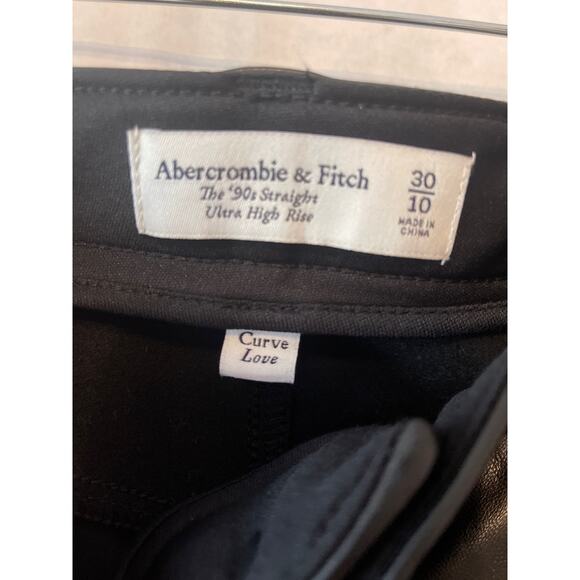 Abercrombie & Fitch
The '90s Straight
Ultra High Rise
30
10
MADE IN
CHINA
Curve
Love